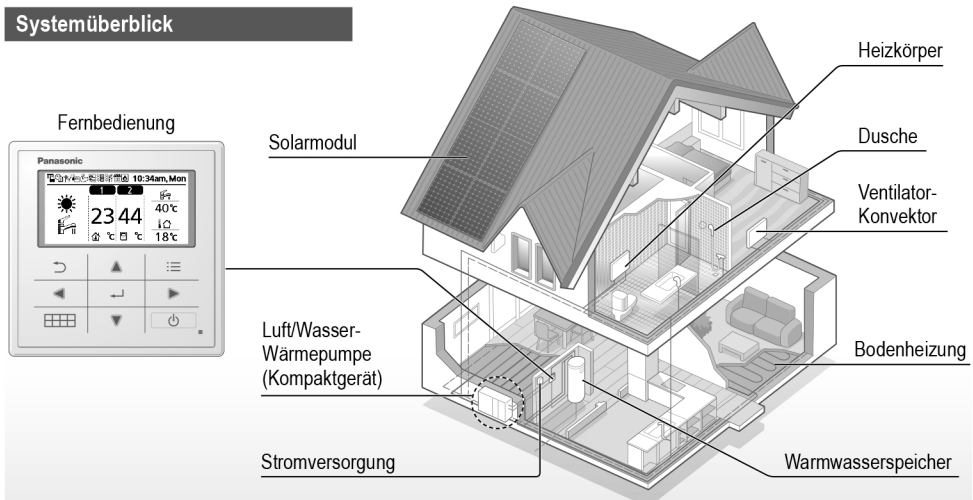 Systemüberblick
Fernbedienung
Panasonic
10:34am, Mon
1 2
23 44
°C °C
40°C
18°C
Solarmodul
Luft/Wasser-
Wärmepumpe
(Kompaktgerät)
Stromversorgung
Heizkörper
Dusche
Ventilator-
Konvektor
Bodenheizung
Warmwasserspeicher